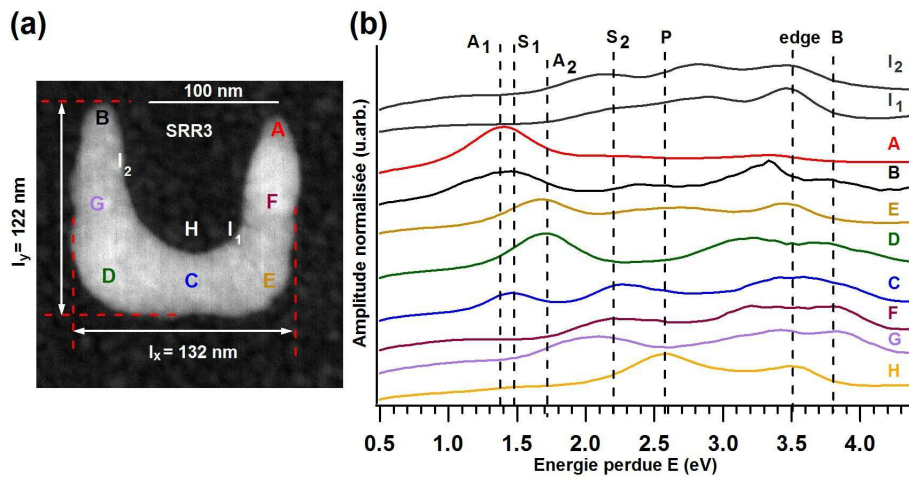 (a)
100 nm
SRR3
B
A
I2
G
F
H
I1
D
C
E
ly = 122 nm
lx = 132 nm
(b)
A1 S1 A2 S2 P edge B
I2
I1
A
B
E
D
C
F
G
H
Amplitude normalisée (u.arb.)
0.5 1.0 1.5 2.0 2.5 3.0 3.5 4.0
Energie perdue E (eV)